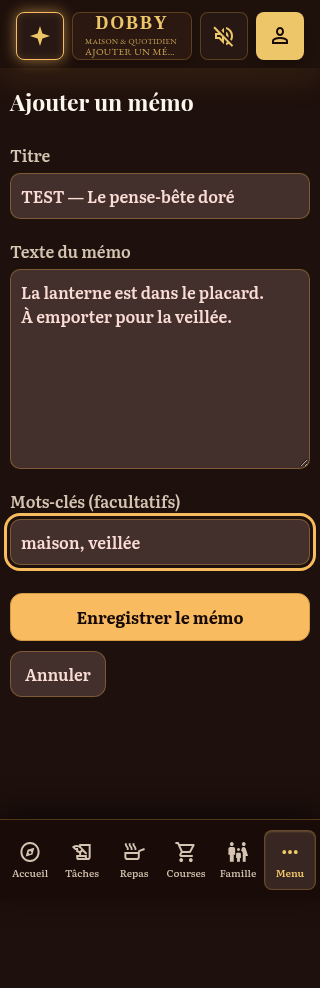 DOBBY
MAISON & QUOTIDIEN
AJOUTER UN MÉ...
Ajouter un mémo
Titre
TEST — Le pense-bête doré
Texte du mémo
La lanterne est dans le placard.
À emporter pour la veillée.
Mots-clés (facultatifs)
maison, veillée
Enregistrer le mémo
Annuler
Accueil
Tâches
Repas
Courses
Famille
Menu